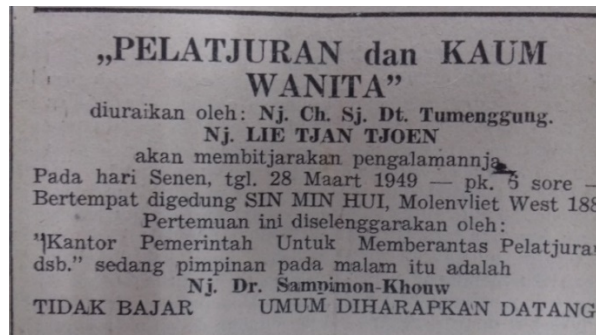 „PELATJURAN dan KAUM
WANITA”
diuraikan oleh: Nj. Ch. Sj. Dt. Tumenggung.
Nj. LIE TJAN TJOEN
akan membitjarakan pengalamannja
Pada hari Senen, tgl. 28 Maart 1949 — pk. 5 sore —
Bertempat digedung SIN MIN HUI, Molenvliet West 188
Pertemuan ini diselenggarakan oleh:
"Kantor Pemerintah Untuk Memberantas Pelatjuran
dsb." sedang pimpinan pada malam itu adalah
Nj. Dr. Sampimon-Khouw
TIDAK BAJAR UMUM DIHARAPKAN DATANG